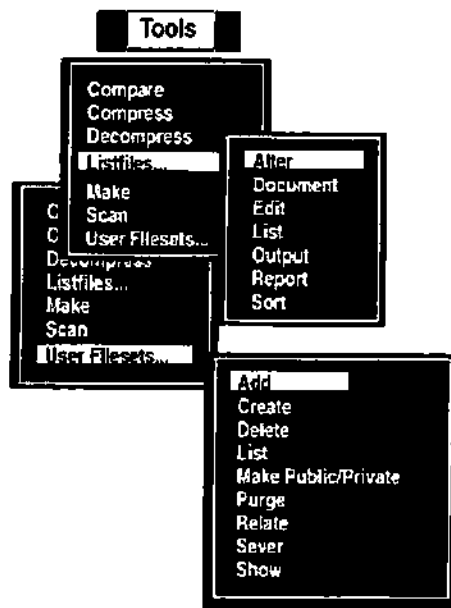 Tools
Compare
Compress
Decompress
Listfiles...
Make
Scan
User Filesets...
Alter
Document
Edit
List
Output
Report
Sort
C
C
Decompress
Listfiles...
Make
Scan
User Filesets...
Add
Create
Delete
List
Make Public/Private
Purge
Relate
Sever
Show